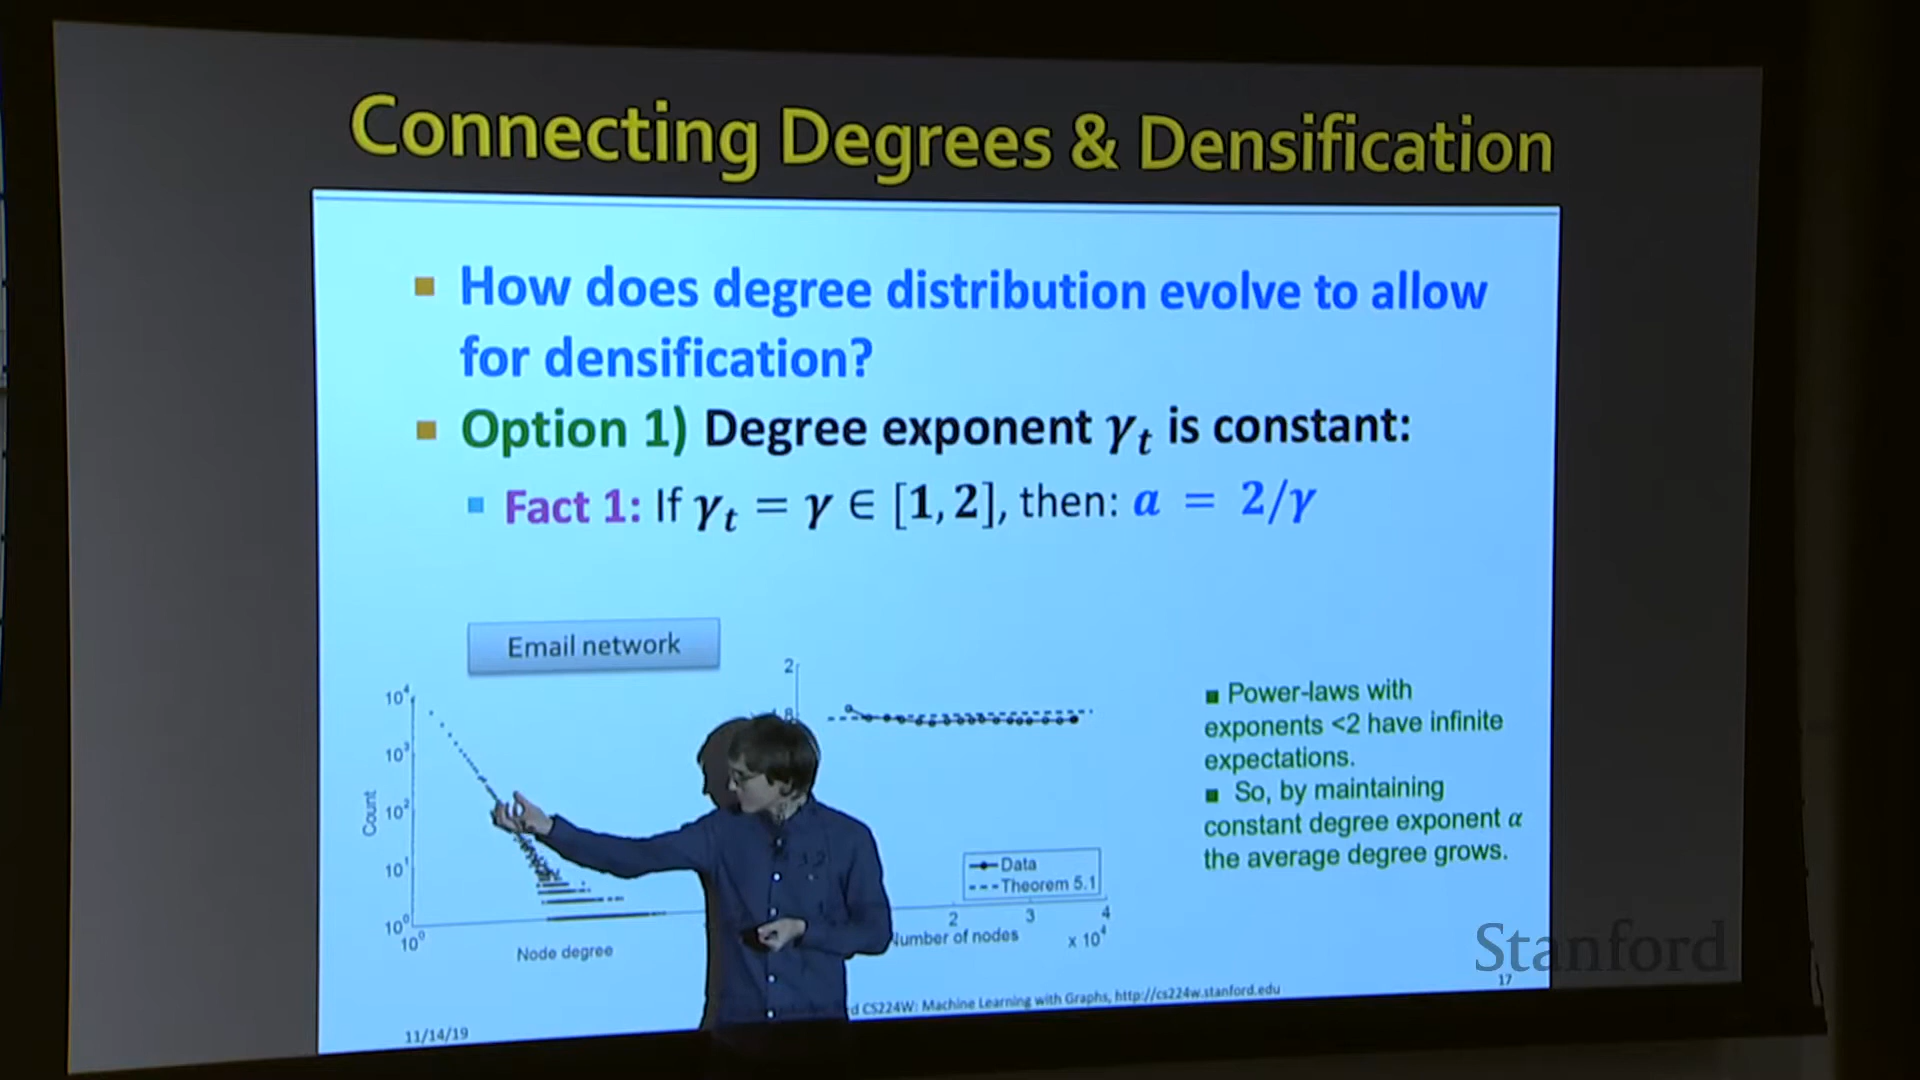 Connecting Degrees & Densification
How does degree distribution evolve to allow
for densification?
Option 1) Degree exponent γₜ is constant:
Fact 1: If γₜ = γ ∈ [1, 2], then: a = 2/γ
Email network
10⁴
10³
10²
10¹
10⁰
10⁰
Count
Node degree
2
Data
Theorem 5.1
2 3 4
Number of nodes
x 10⁴
Power-laws with
exponents <2 have infinite
expectations.
So, by maintaining
constant degree exponent α
the average degree grows.
Stanford
CS224W: Machine Learning with Graphs, http://cs224w.stanford.edu
17
11/14/19